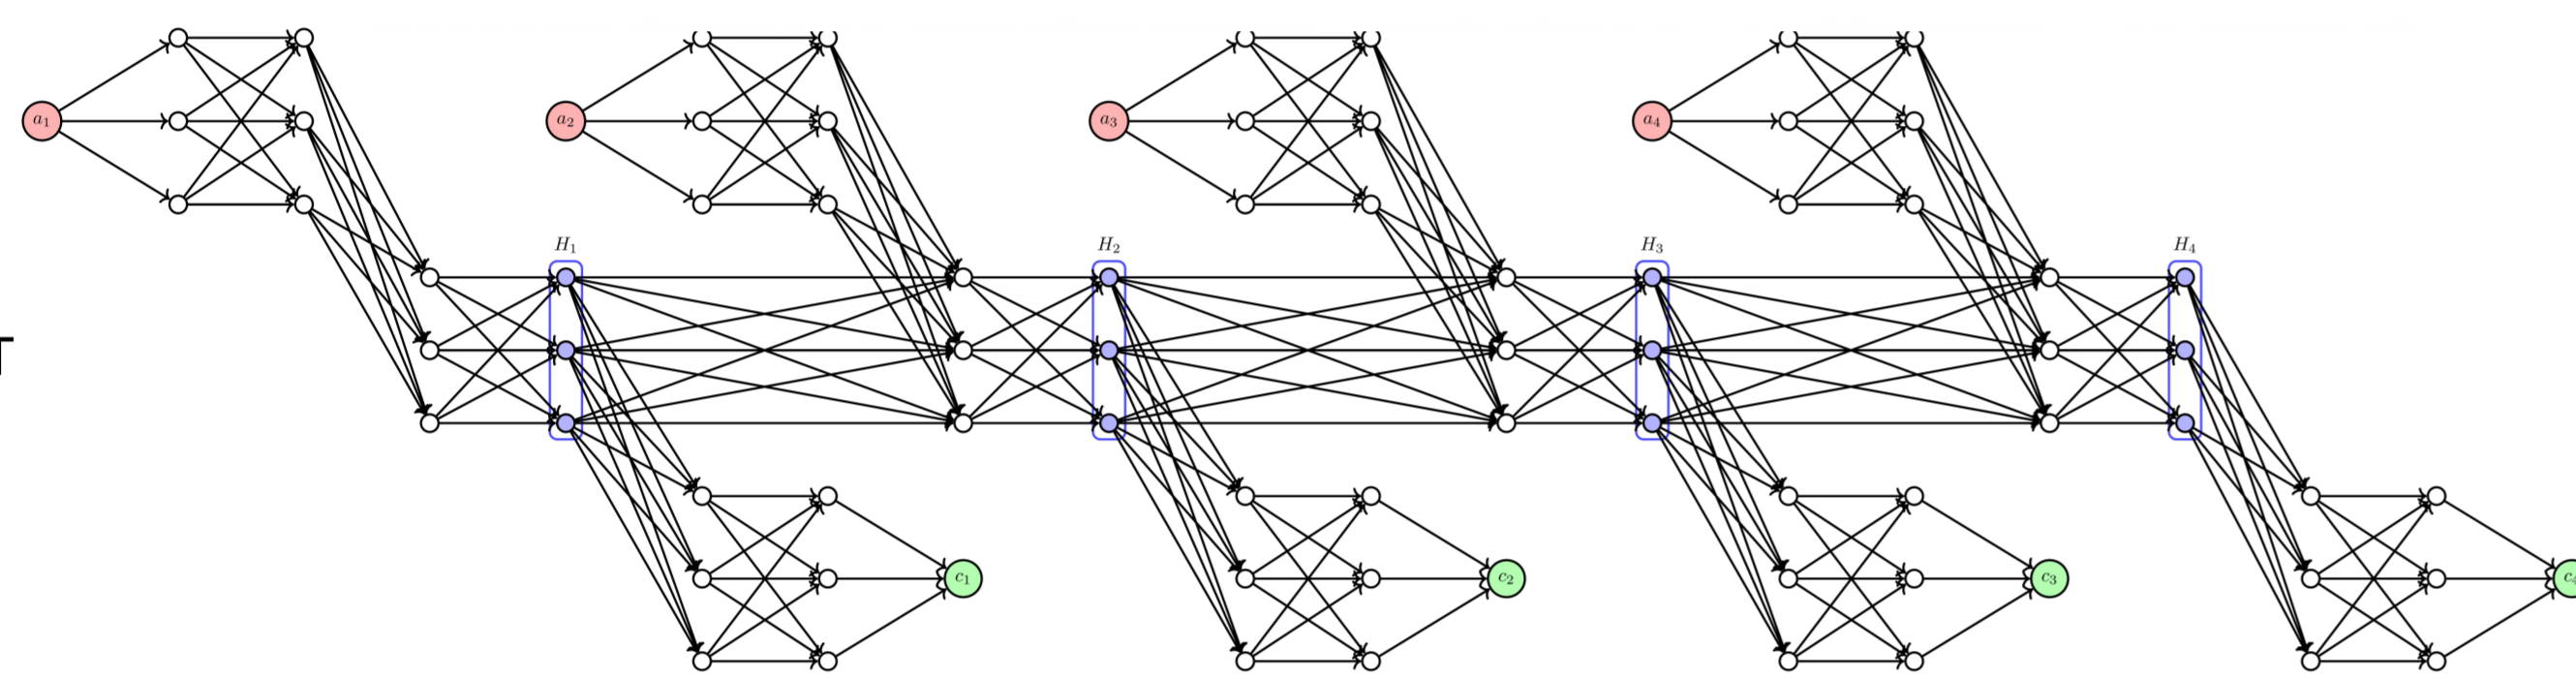 a₁ a₂ a₃ a₄
H₁ H₂ H₃ H₄
c₁ c₂ c₃